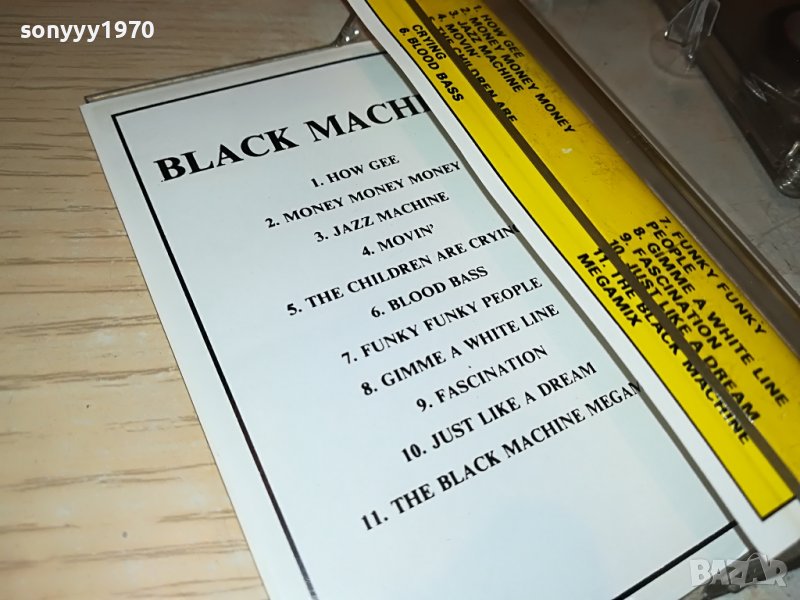 sonyyy1970
BLACK MACHI
1. HOW GEE
2. MONEY MONEY MONEY
3. JAZZ MACHINE
4. MOVIN'
5. THE CHILDREN ARE CRYING
6. BLOOD BASS
7. FUNKY FUNKY PEOPLE
8. GIMME A WHITE LINE
9. FASCINATION
10. JUST LIKE A DREAM
11. THE BLACK MACHINE MEGAM
1. HOW GEE
2. MONEY MONEY MONEY
3. JAZZ MACHINE
4. MOVIN'
5. THE CHILDREN ARE
CRYING
6. BLOOD BASS
7. FUNKY FUNKY
PEOPLE
8. GIMME A WHITE LINE
9. FASCINATION
10. JUST LIKE A DREAM
11. THE BLACK MACHINE
MEGAMIX
BAZAR